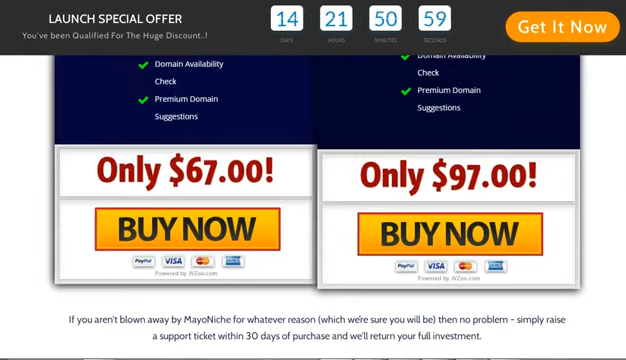 LAUNCH SPECIAL OFFER
You've been Qualified For The Huge Discount..!
14 : 21 : 50 : 59
DAYS HOURS MINUTES SECONDS
Get It Now
Domain Availability
Check
Premium Domain
Suggestions
Domain Availability
Check
Premium Domain
Suggestions
Only $67.00!
BUY NOW
PayPal VISA MasterCard
Powered by JVZoo.com
Only $97.00!
BUY NOW
PayPal VISA MasterCard
Powered by JVZoo.com
If you aren't blown away by MayoNiche for whatever reason (which we're sure you will be) then no problem - simply raise
a support ticket within 30 days of purchase and we'll return your full investment.